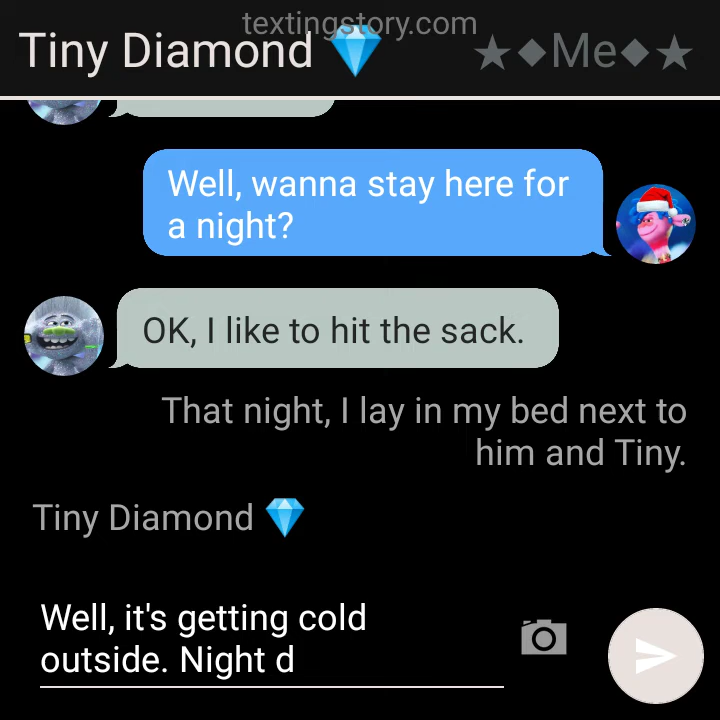 textingstory.com
Tiny Diamond 💎
★◆Me◆★
Well, wanna stay here for
a night?
OK, I like to hit the sack.
That night, I lay in my bed next to
him and Tiny.
Tiny Diamond 💎
Well, it's getting cold
outside. Night d